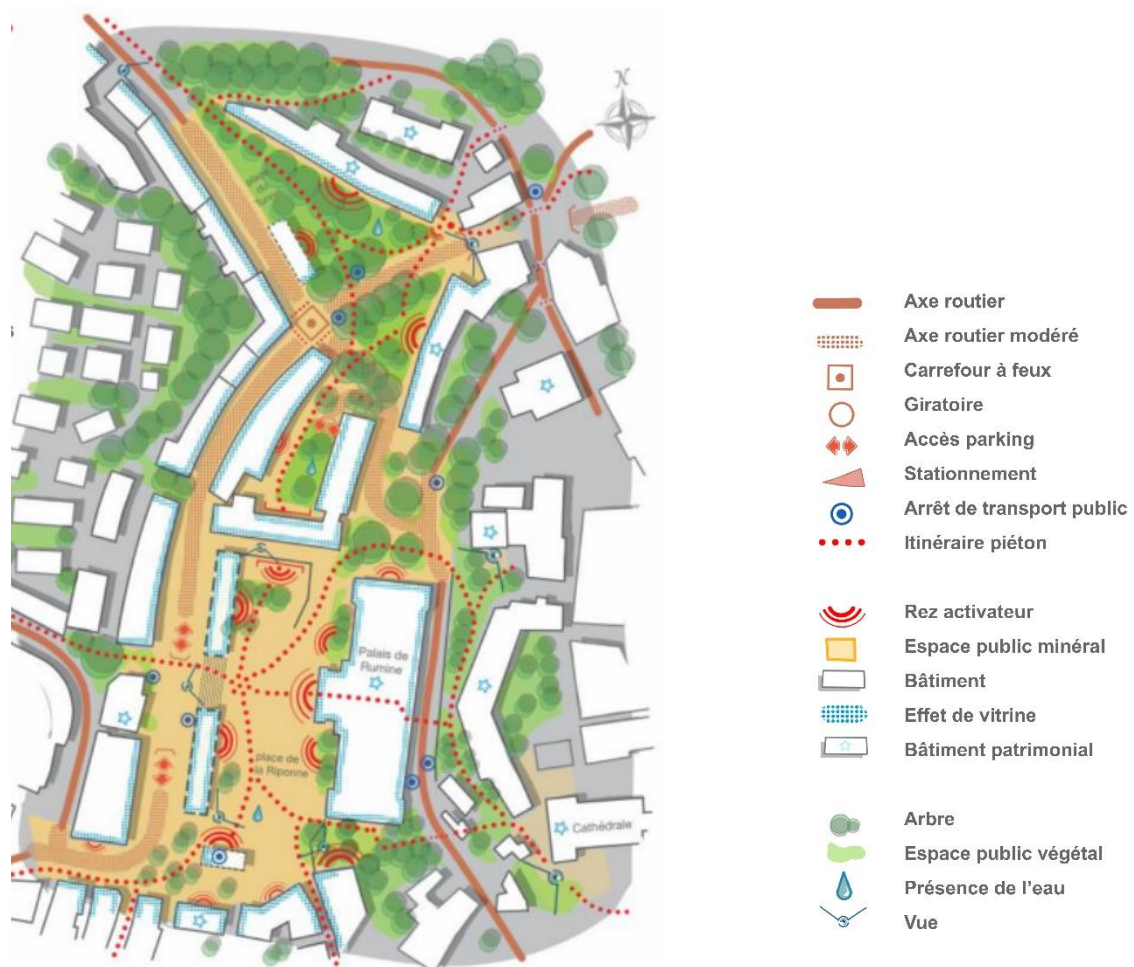 N
Palais de
Rumine
place de
la Riponne
Cathédrale
Axe routier
Axe routier modéré
Carrefour à feux
Giratoire
Accès parking
Stationnement
Arrêt de transport public
Itinéraire piéton
Rez activateur
Espace public minéral
Bâtiment
Effet de vitrine
Bâtiment patrimonial
Arbre
Espace public végétal
Présence de l'eau
Vue